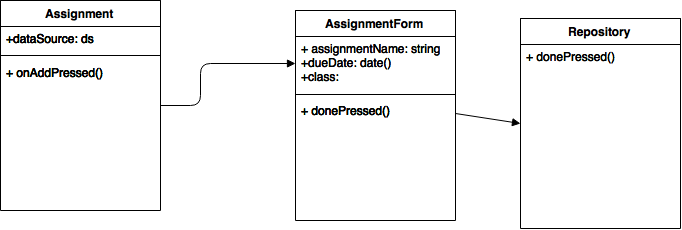 Assignment
+dataSource: ds
+ onAddPressed()
AssignmentForm
+ assignmentName: string
+dueDate: date()
+class:
+ donePressed()
Repository
+ donePressed()